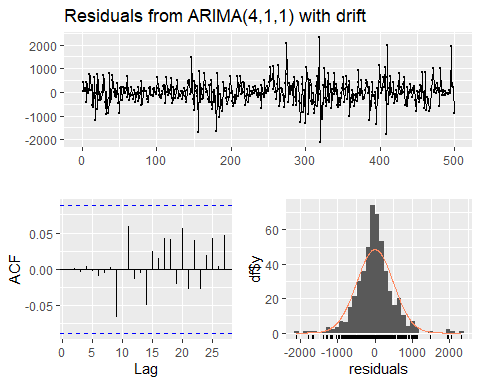 Residuals from ARIMA(4,1,1) with drift
2000
1000
0
-1000
-2000
0 100 200 300 400 500
ACF
0.05
0.00
-0.05
0 5 10 15 20 25
Lag
df$y
60
40
20
0
-2000 -1000 0 1000 2000
residuals